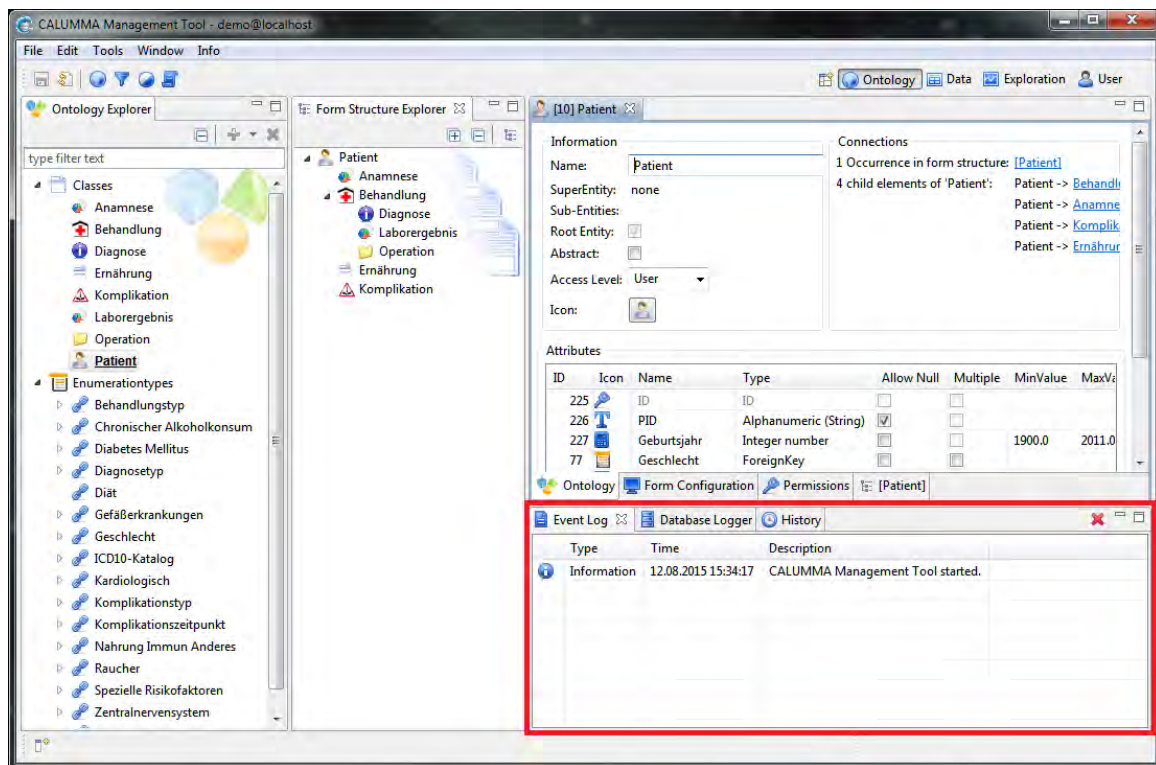 CALUMMA Management Tool - demo@localhost
File Edit Tools Window Info
Ontology Data Exploration User
Ontology Explorer
type filter text
Classes
Anamnese
Behandlung
Diagnose
Ernährung
Komplikation
Laborergebnis
Operation
Patient
Enumerationtypes
Behandlungstyp
Chronischer Alkoholkonsum
Diabetes Mellitus
Diagnosetyp
Diät
Gefäßerkrankungen
Geschlecht
ICD10-Katalog
Kardiologisch
Komplikationstyp
Komplikationszeitpunkt
Nahrung Immun Anderes
Raucher
Spezielle Risikofaktoren
Zentralnervensystem
Form Structure Explorer
Patient
Anamnese
Behandlung
Diagnose
Laborergebnis
Operation
Ernährung
Komplikation
[10] Patient
Information
Name: Patient
SuperEntity: none
Sub-Entities:
Root Entity:
Abstract:
Access Level: User
Icon:
Connections
1 Occurrence in form structure: [Patient]
4 child elements of 'Patient': Patient -> Behandl
Patient -> Anamne
Patient -> Komplik
Patient -> Ernährur
Attributes
ID Icon Name Type Allow Null Multiple MinValue MaxVa
225 ID ID
226 PID Alphanumeric (String)
227 Geburtsjahr Integer number 1900.0 2011.0
77 Geschlecht ForeignKey
Ontology Form Configuration Permissions [Patient]
Event Log Database Logger History
Type Time Description
Information 12.08.2015 15:34:17 CALUMMA Management Tool started.